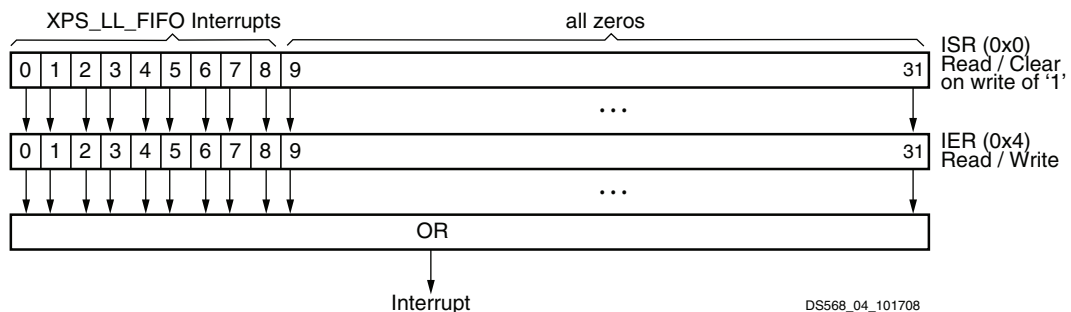 XPS_LL_FIFO Interrupts all zeros
ISR (0x0)
Read / Clear
on write of ‘1’
0 1 2 3 4 5 6 7 8 9 31
...
IER (0x4)
Read / Write
0 1 2 3 4 5 6 7 8 9 31
...
OR
Interrupt
DS568_04_101708